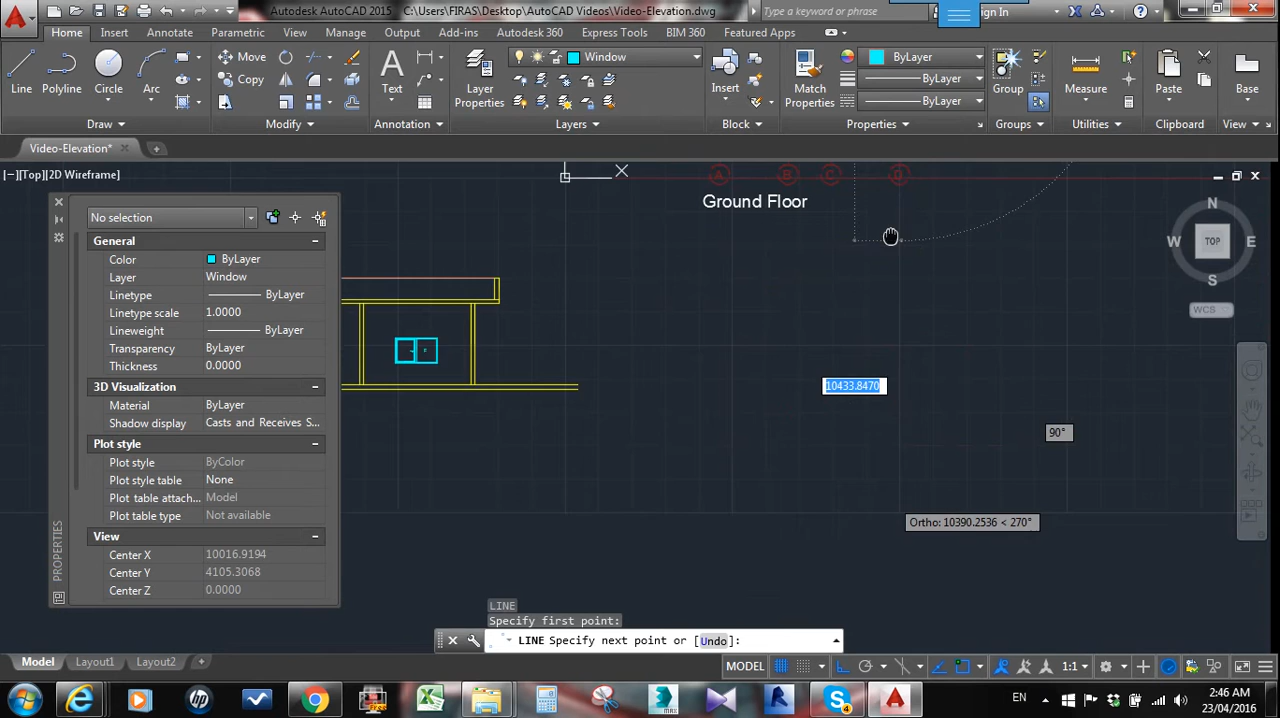 Autodesk AutoCAD 2015 C:\Users\FIRAS\Desktop\AutoCAD Videos\Video-Elevation.dwg
Type a keyword or phrase
Sign In
Home Insert Annotate Parametric View Manage Output Add-ins Autodesk 360 Express Tools BIM 360 Featured Apps
Line Polyline Circle Arc
Move
Copy
Text
Layer Properties
Window
Insert
Match Properties
ByLayer
ByLayer
ByLayer
Group
Measure
Paste
Base
Draw Modify Annotation Layers Block Properties Groups Utilities Clipboard View
Video-Elevation*
[−][Top][2D Wireframe]
A B C D
Ground Floor
N
W TOP E
S
WCS
No selection
General
Color ByLayer
Layer Window
Linetype ByLayer
Linetype scale 1.0000
Lineweight ByLayer
Transparency ByLayer
Thickness 0.0000
3D Visualization
Material ByLayer
Shadow display Casts and Receives S...
Plot style
Plot style ByColor
Plot style table None
Plot table attach... Model
Plot table type Not available
View
Center X 10016.9194
Center Y 4105.3068
Center Z 0.0000
PROPERTIES
10433.8470
90°
Ortho: 10390.2536 < 270°
LINE
Specify first point:
LINE Specify next point or [Undo]:
Model Layout1 Layout2
MODEL 1:1
MAX
R
S 4
A
EN
2:46 AM
23/04/2016